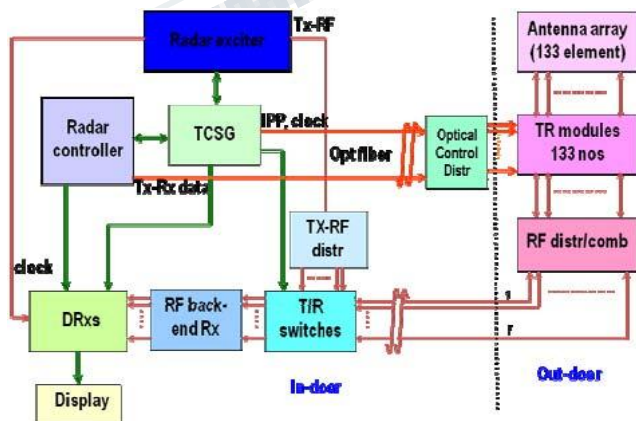 Radar exciter
Tx-RF
Antenna array
(133 element)
Radar
controller
TCSG
IPP, clock
Opt fiber
Optical
Control
Distr
TR modules
133 nos
Tx-Rx data
TX-RF
distr
RF distr/comb
clock
DRxs
RF back-
end Rx
T/R
switches
Display
In-door
Out-door